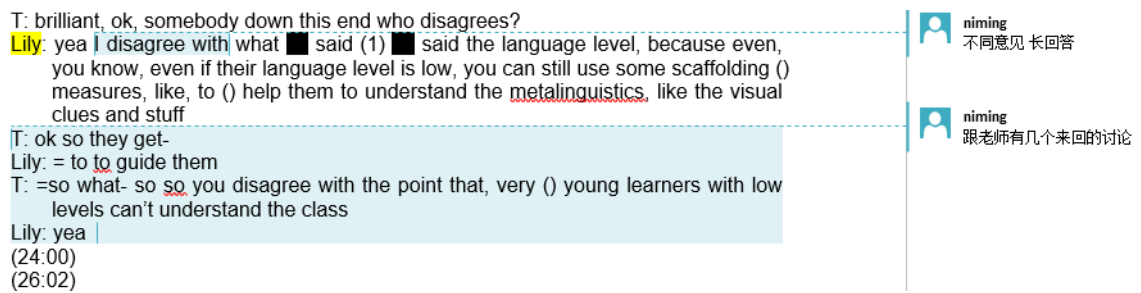 T: brilliant, ok, somebody down this end who disagrees?
Lily: yea I disagree with what said (1) said the language level, because even,
you know, even if their language level is low, you can still use some scaffolding ()
measures, like, to () help them to understand the metalinguistics, like the visual
clues and stuff
T: ok so they get-
Lily: = to to guide them
T: =so what- so so you disagree with the point that, very () young learners with low
levels can't understand the class
Lily: yea
(24:00)
(26:02)
niming
不同意见 长回答
niming
跟老师有几个来回的讨论